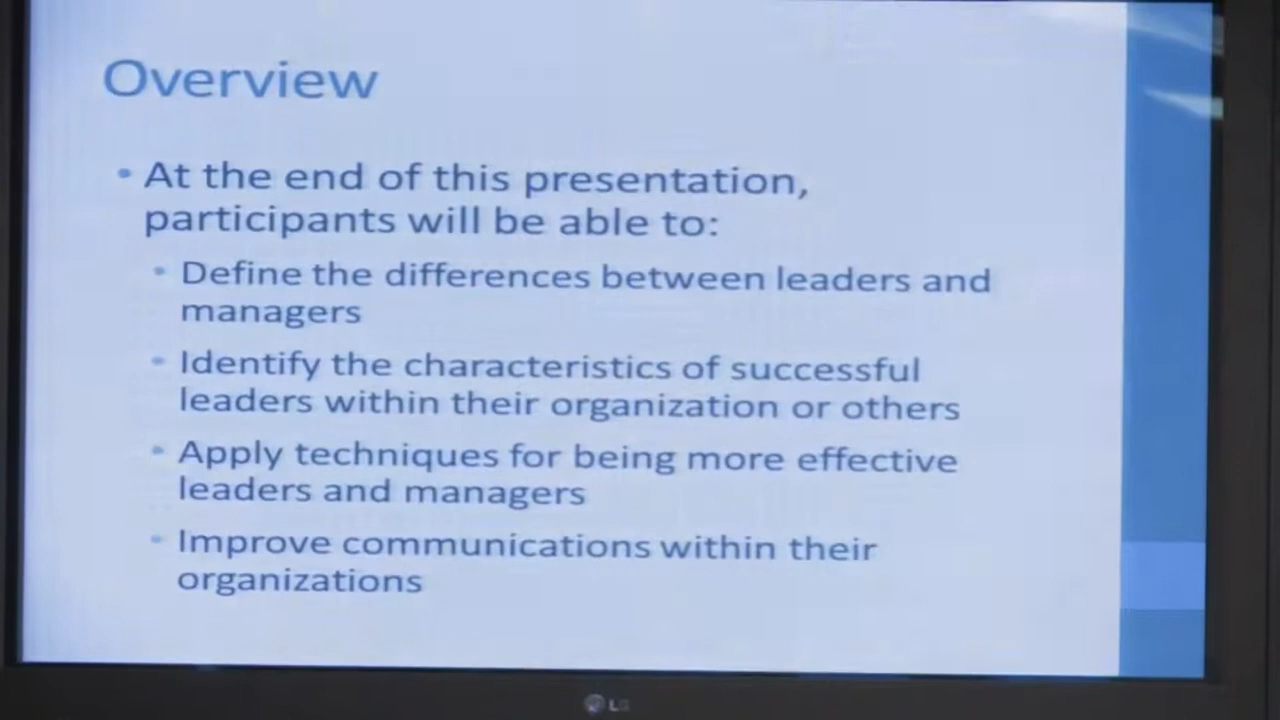 Overview
• At the end of this presentation,
participants will be able to:
• Define the differences between leaders and
managers
• Identify the characteristics of successful
leaders within their organization or others
• Apply techniques for being more effective
leaders and managers
• Improve communications within their
organizations
LG